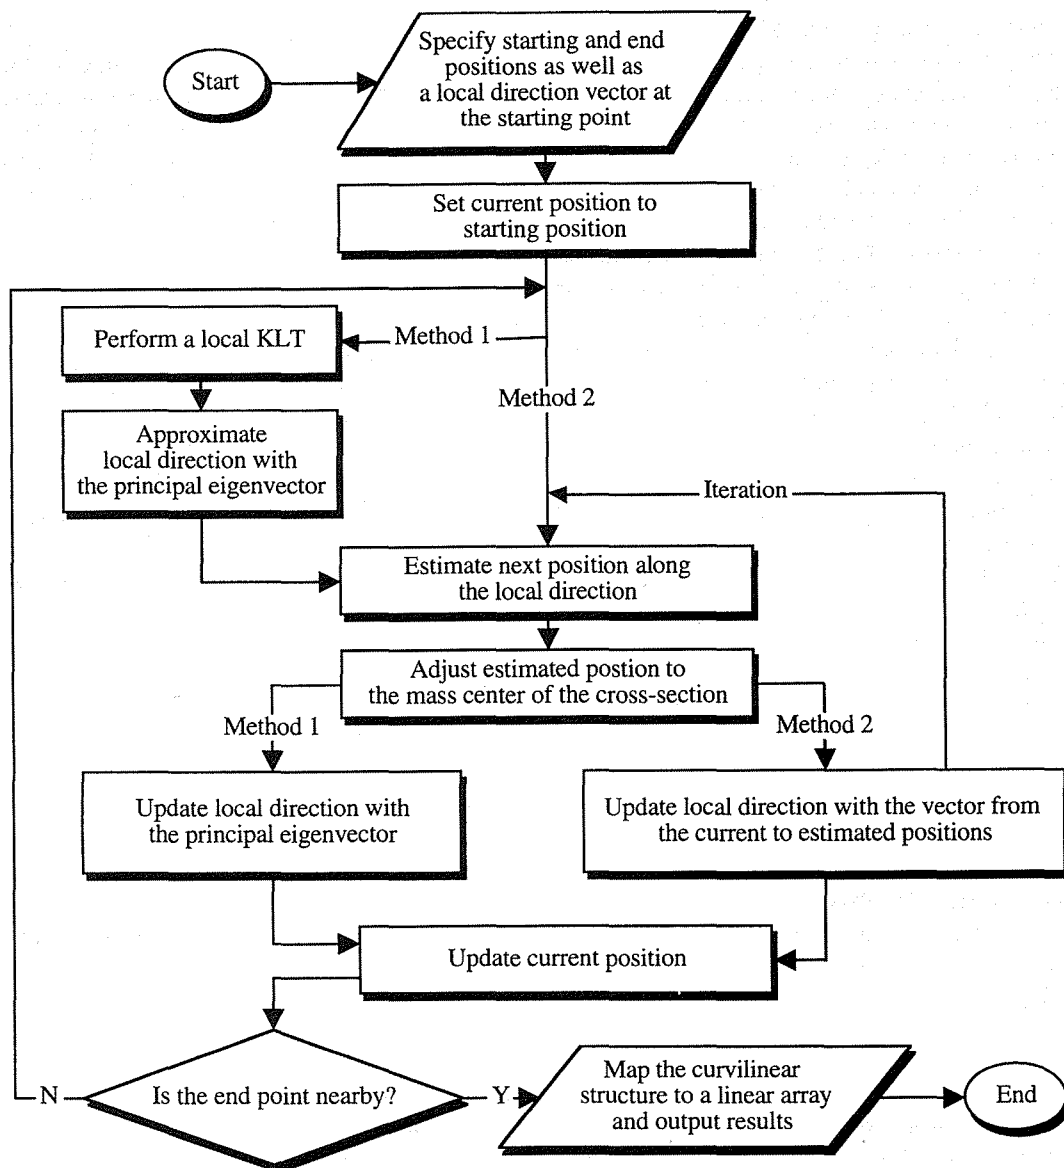 Start
Specify starting and end
positions as well as
a local direction vector at
the starting point
Set current position to
starting position
Perform a local KLT
Method 1
Method 2
Approximate
local direction with
the principal eigenvector
Iteration
Estimate next position along
the local direction
Adjust estimated postion to
the mass center of the cross-section
Method 1
Method 2
Update local direction with
the principal eigenvector
Update local direction with the vector from
the current to estimated positions
Update current position
Is the end point nearby?
N
Y
Map the curvilinear
structure to a linear array
and output results
End